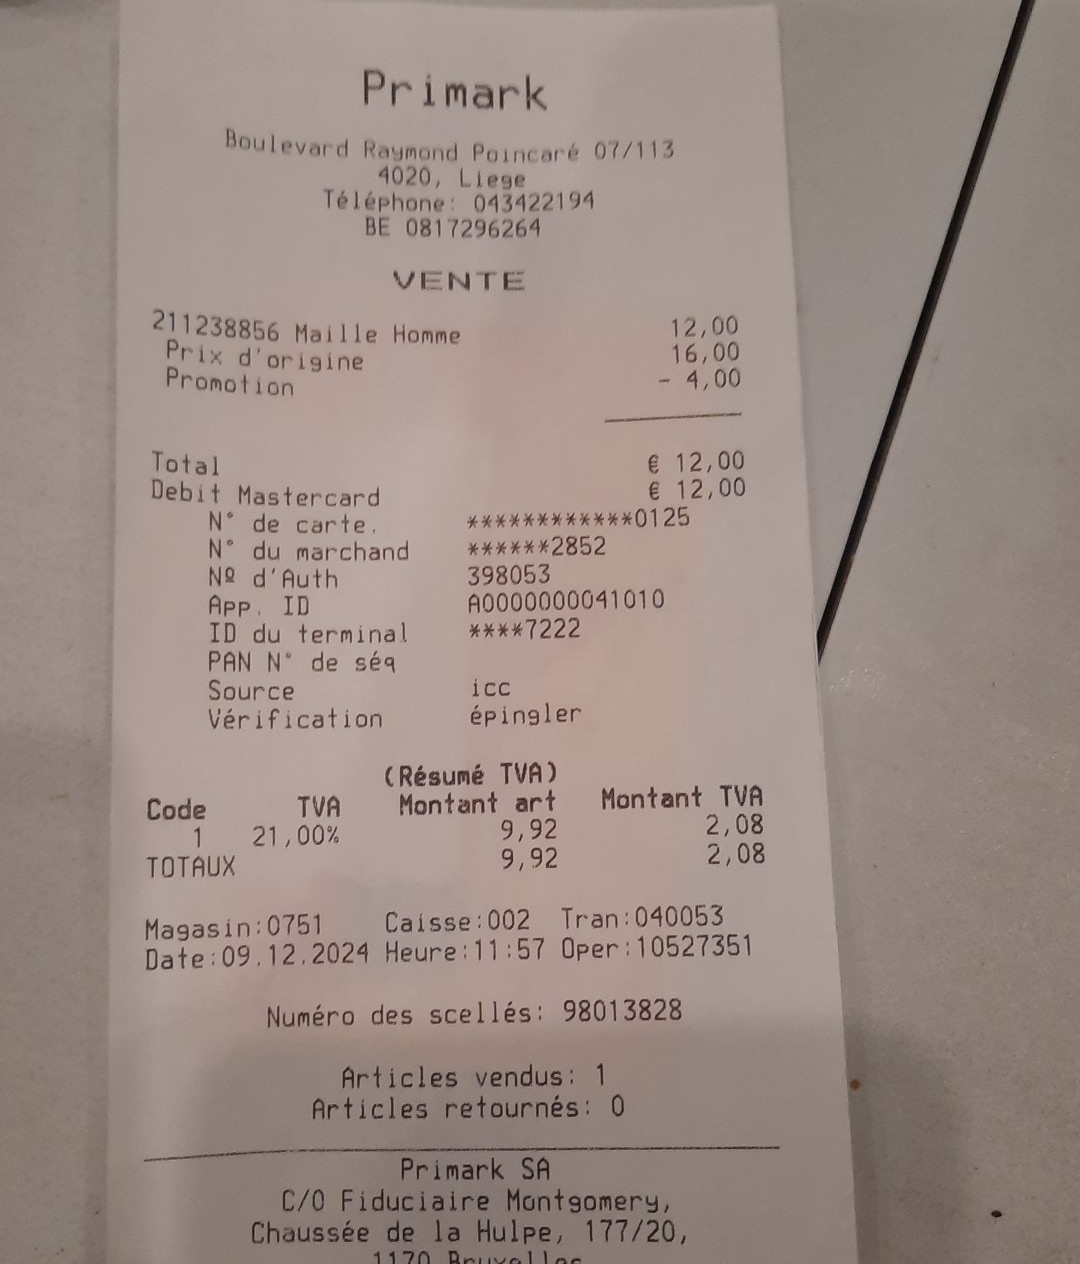 Primark
Boulevard Raymond Poincaré 07/113
4020, Liege
Téléphone: 043422194
BE 0817296264
VENTE
211238856 Maille Homme 12,00
Prix d'origine 16,00
Promotion - 4,00
Total € 12,00
Debit Mastercard € 12,00
N° de carte. ************0125
N° du marchand ******2852
Nº d'Auth 398053
App. ID A0000000041010
ID du terminal ****7222
PAN N° de séq
Source icc
Vérification épingler
(Résumé TVA)
Code TVA Montant art Montant TVA
1 21,00% 9,92 2,08
TOTAUX 9,92 2,08
Magasin:0751 Caisse:002 Tran:040053
Date:09.12.2024 Heure:11:57 Oper:10527351
Numéro des scellés: 98013828
Articles vendus: 1
Articles retournés: 0
Primark SA
C/O Fiduciaire Montgomery,
Chaussée de la Hulpe, 177/20,
1170 Bruxelles